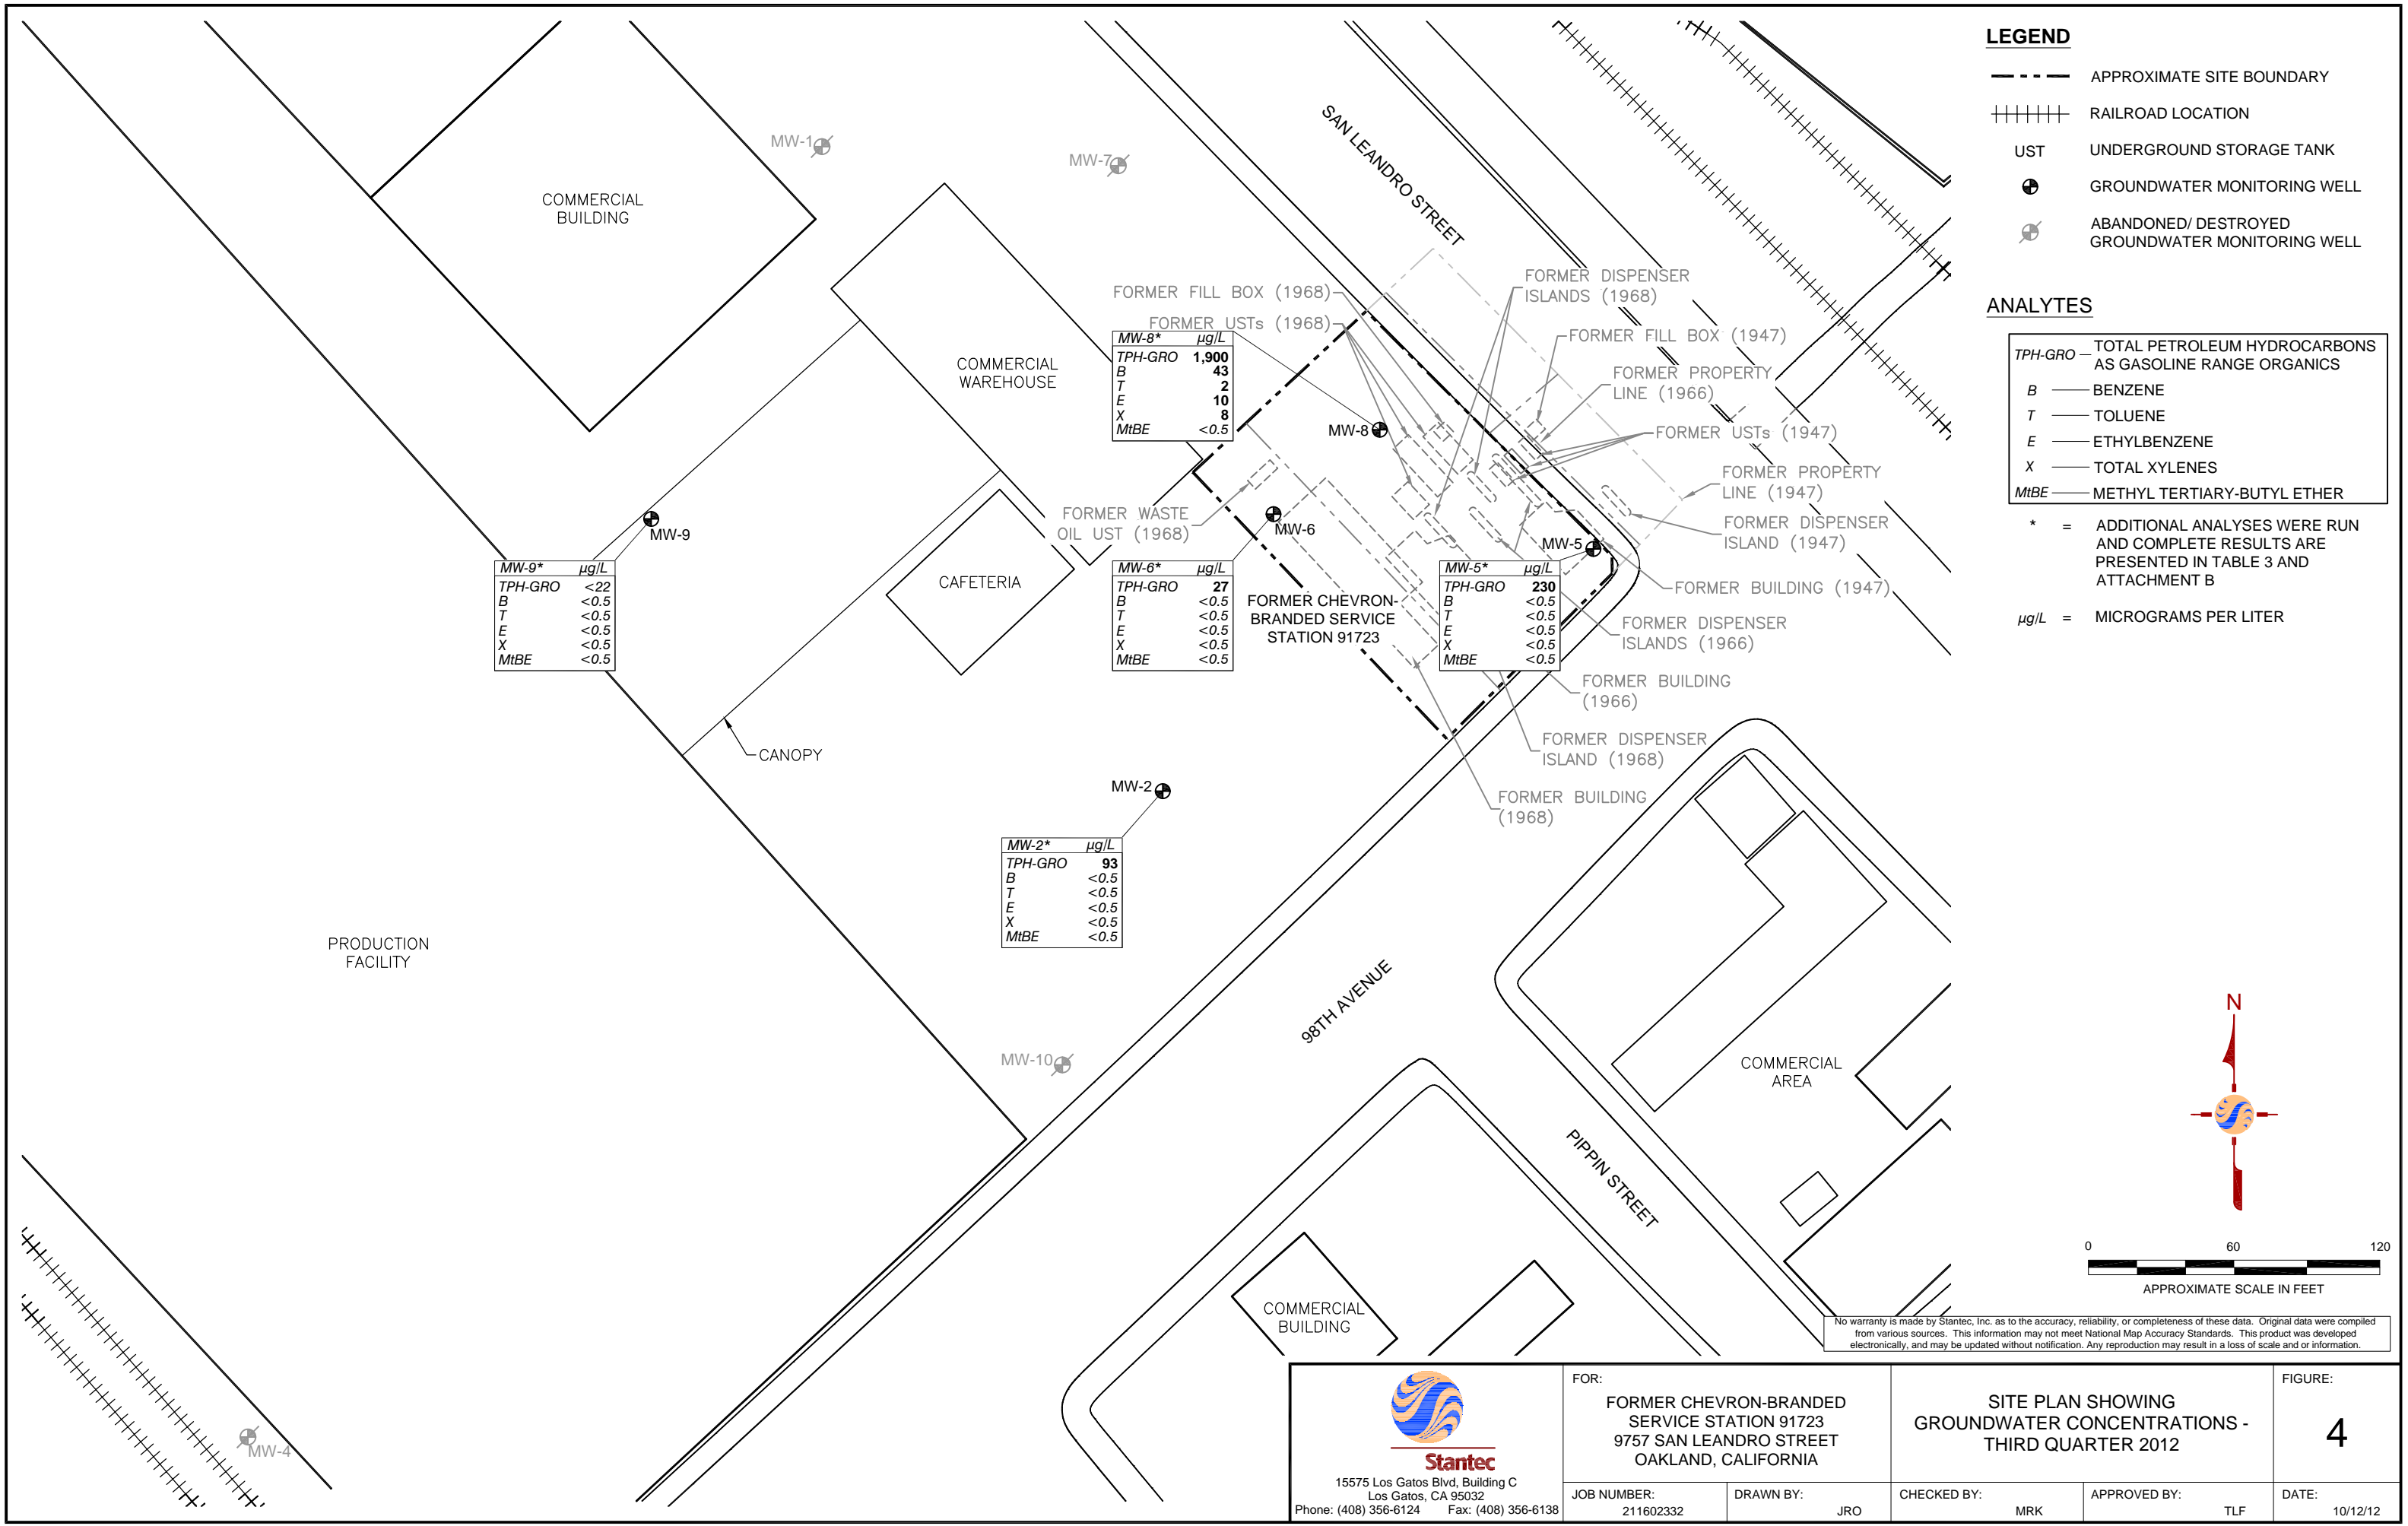 LEGEND
APPROXIMATE SITE BOUNDARY
RAILROAD LOCATION
UST UNDERGROUND STORAGE TANK
GROUNDWATER MONITORING WELL
ABANDONED/ DESTROYED
GROUNDWATER MONITORING WELL
ANALYTES
TPH-GRO TOTAL PETROLEUM HYDROCARBONS
AS GASOLINE RANGE ORGANICS
B BENZENE
T TOLUENE
E ETHYLBENZENE
X TOTAL XYLENES
MtBE METHYL TERTIARY-BUTYL ETHER
* = ADDITIONAL ANALYSES WERE RUN
AND COMPLETE RESULTS ARE
PRESENTED IN TABLE 3 AND
ATTACHMENT B
µg/L = MICROGRAMS PER LITER
MW-1
MW-7
COMMERCIAL
BUILDING
SAN LEANDRO STREET
COMMERCIAL
WAREHOUSE
FORMER FILL BOX (1968)
FORMER USTs (1968)
FORMER DISPENSER
ISLANDS (1968)
FORMER FILL BOX (1947)
FORMER PROPERTY
LINE (1966)
FORMER USTs (1947)
FORMER PROPERTY
LINE (1947)
FORMER DISPENSER
ISLAND (1947)
FORMER BUILDING (1947)
FORMER DISPENSER
ISLANDS (1966)
FORMER BUILDING
(1966)
FORMER DISPENSER
ISLAND (1968)
FORMER BUILDING
(1968)
MW-8* µg/L
TPH-GRO 1,900
B 43
T 2
E 10
X 8
MtBE <0.5
MW-8
FORMER WASTE
OIL UST (1968)
MW-6
MW-5
MW-9
CAFETERIA
MW-9* µg/L
TPH-GRO <22
B <0.5
T <0.5
E <0.5
X <0.5
MtBE <0.5
MW-6* µg/L
TPH-GRO 27
B <0.5
T <0.5
E <0.5
X <0.5
MtBE <0.5
FORMER CHEVRON-
BRANDED SERVICE
STATION 91723
MW-5* µg/L
TPH-GRO 230
B <0.5
T <0.5
E <0.5
X <0.5
MtBE <0.5
CANOPY
MW-2
MW-2* µg/L
TPH-GRO 93
B <0.5
T <0.5
E <0.5
X <0.5
MtBE <0.5
PRODUCTION
FACILITY
98TH AVENUE
MW-10
COMMERCIAL
AREA
PIPPIN STREET
COMMERCIAL
BUILDING
MW-4
N
0 60 120
APPROXIMATE SCALE IN FEET
No warranty is made by Stantec, Inc. as to the accuracy, reliability, or completeness of these data. Original data were compiled
from various sources. This information may not meet National Map Accuracy Standards. This product was developed
electronically, and may be updated without notification. Any reproduction may result in a loss of scale and or information.
Stantec
15575 Los Gatos Blvd, Building C
Los Gatos, CA 95032
Phone: (408) 356-6124 Fax: (408) 356-6138
FOR:
FORMER CHEVRON-BRANDED
SERVICE STATION 91723
9757 SAN LEANDRO STREET
OAKLAND, CALIFORNIA
SITE PLAN SHOWING
GROUNDWATER CONCENTRATIONS -
THIRD QUARTER 2012
FIGURE:
4
JOB NUMBER:
211602332
DRAWN BY:
JRO
CHECKED BY:
MRK
APPROVED BY:
TLF
DATE:
10/12/12